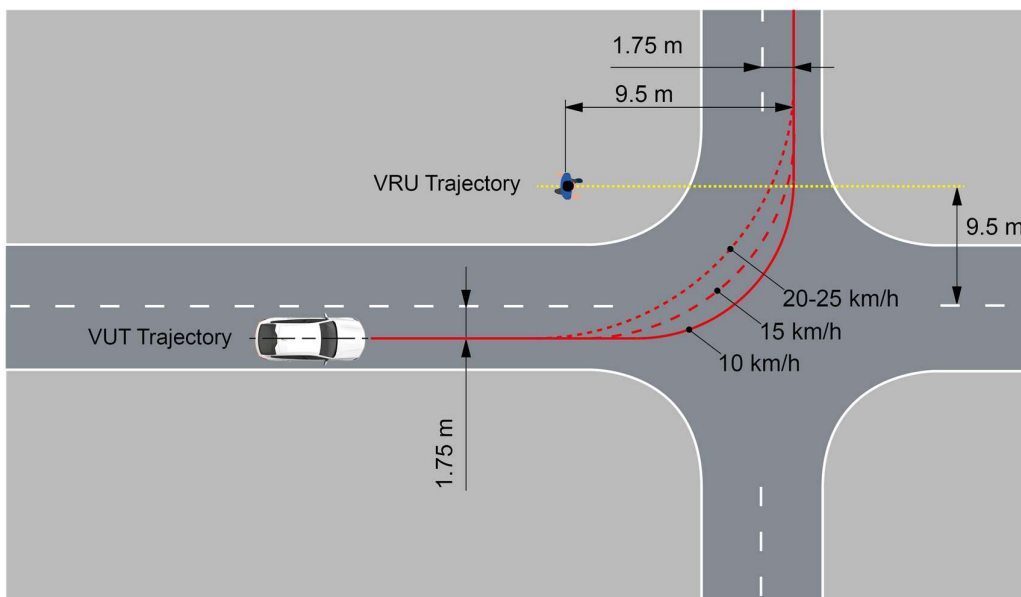 1.75 m
9.5 m
VRU Trajectory
9.5 m
20-25 km/h
VUT Trajectory
15 km/h
10 km/h
1.75 m